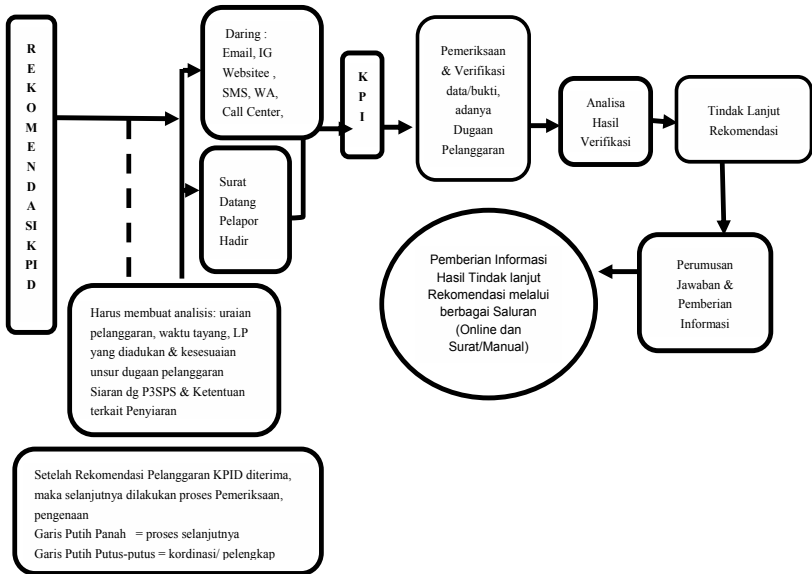 R
E
K
O
M
E
N
D
A
SI K
PI
D
Daring :
Email, IG
Websitee ,
SMS, WA,
Call Center,
Surat
Datang
Pelapor
Hadir
K
P
I
Pemeriksaan
& Verifikasi
data/bukti,
adanya
Dugaan
Pelanggaran
Analisa
Hasil
Verifikasi
Tindak Lanjut
Rekomendasi
Perumusan
Jawaban &
Pemberian
Informasi
Pemberian Informasi
Hasil Tindak lanjut
Rekomendasi melalui
berbagai Saluran
(Online dan
Surat/Manual)
Harus membuat analisis: uraian
pelanggaran, waktu tayang, LP
yang diadukan & kesesuaian
unsur dugaan pelanggaran
Siaran dg P3SPS & Ketentuan
terkait Penyiaran
Setelah Rekomendasi Pelanggaran KPID diterima,
maka selanjutnya dilakukan proses Pemeriksaan,
pengenaan
Garis Putih Panah = proses selanjutnya
Garis Putih Putus-putus = kordinasi/ pelengkap